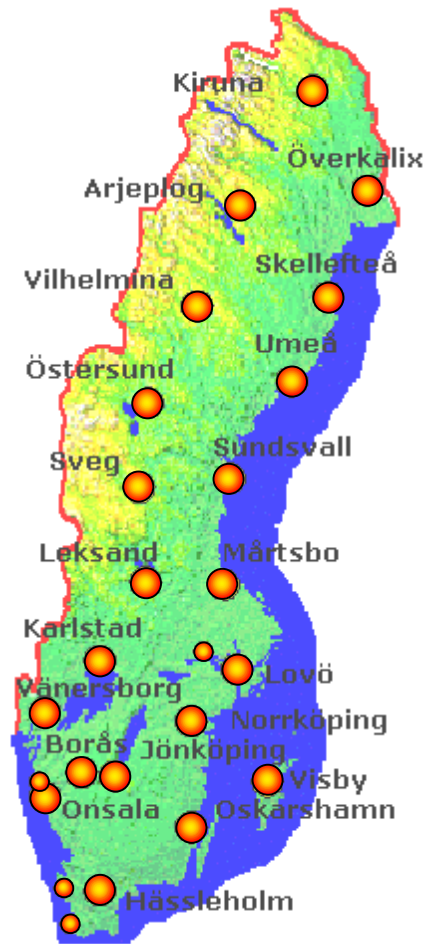 Kiruna
Överkalix
Arjeplog
Skellefteå
Vilhelmina
Umeå
Östersund
Sundsvall
Sveg
Leksand
Mårtsbo
Karlstad
Lovö
Vänersborg
Norrköping
Borås
Jönköping
Visby
Onsala
Oskarshamn
Hässleholm